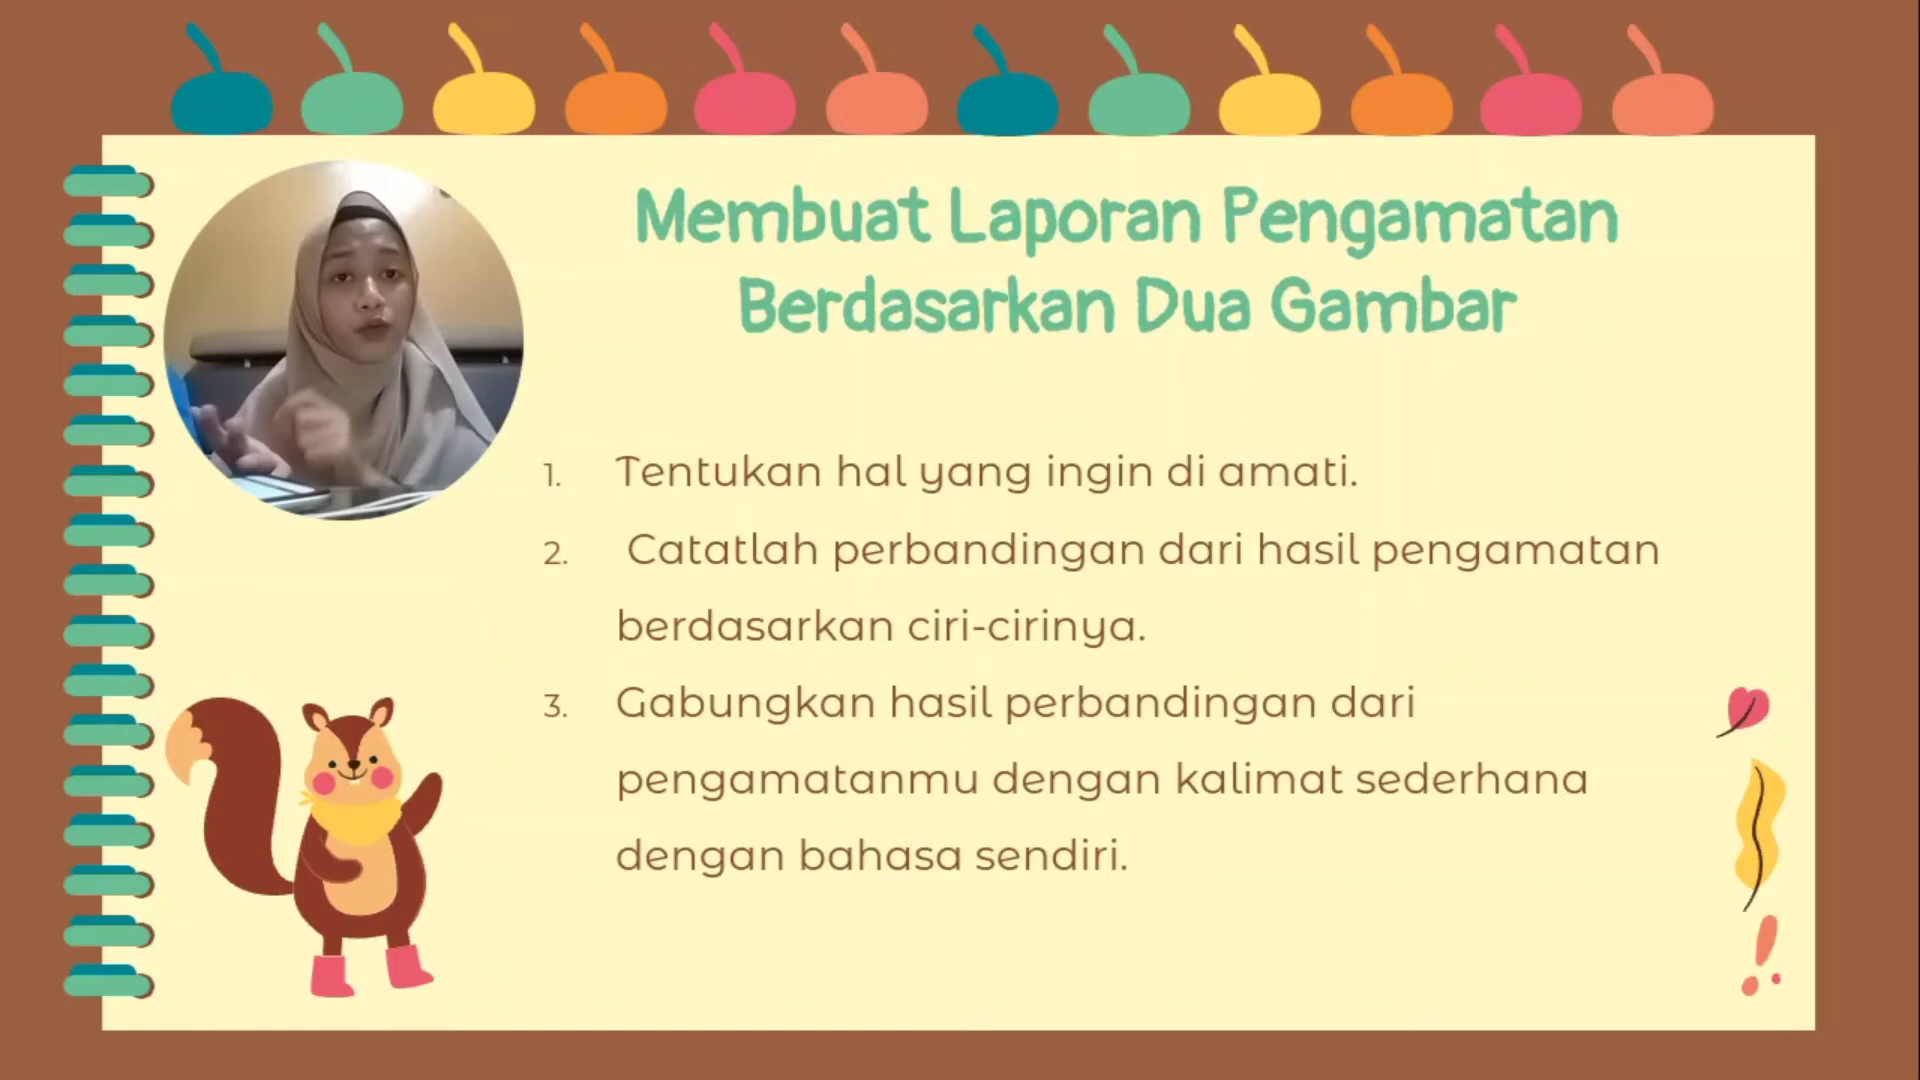 Membuat Laporan Pengamatan
Berdasarkan Dua Gambar
1. Tentukan hal yang ingin di amati.
2. Catatlah perbandingan dari hasil pengamatan
berdasarkan ciri-cirinya.
3. Gabungkan hasil perbandingan dari
pengamatanmu dengan kalimat sederhana
dengan bahasa sendiri.